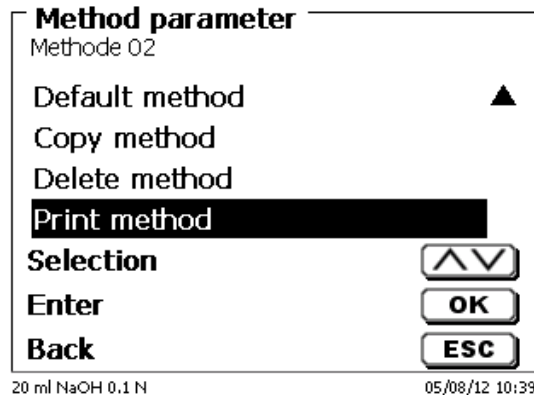 Method parameter
Methode 02
Default method
Copy method
Delete method
Print method
Selection
Enter OK
Back ESC
20 ml NaOH 0.1 N 05/08/12 10:39